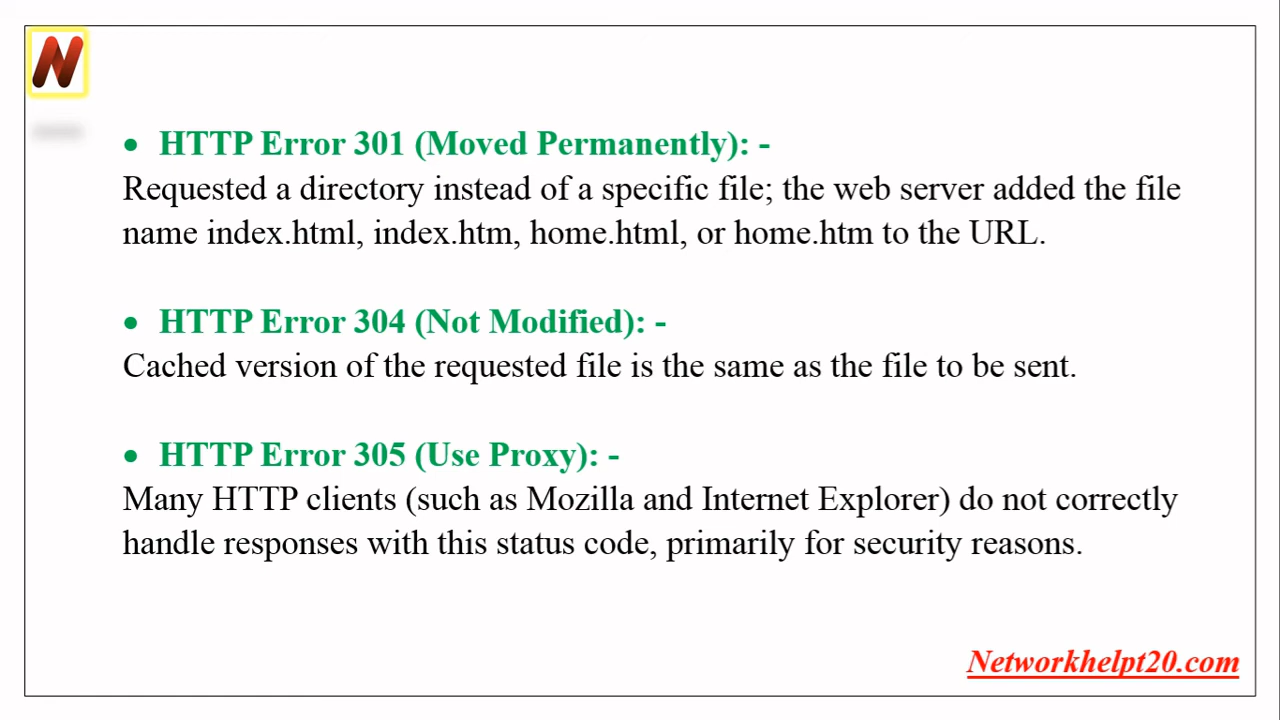 N
• HTTP Error 301 (Moved Permanently): -
Requested a directory instead of a specific file; the web server added the file
name index.html, index.htm, home.html, or home.htm to the URL.
• HTTP Error 304 (Not Modified): -
Cached version of the requested file is the same as the file to be sent.
• HTTP Error 305 (Use Proxy): -
Many HTTP clients (such as Mozilla and Internet Explorer) do not correctly
handle responses with this status code, primarily for security reasons.
Networkhelpt20.com